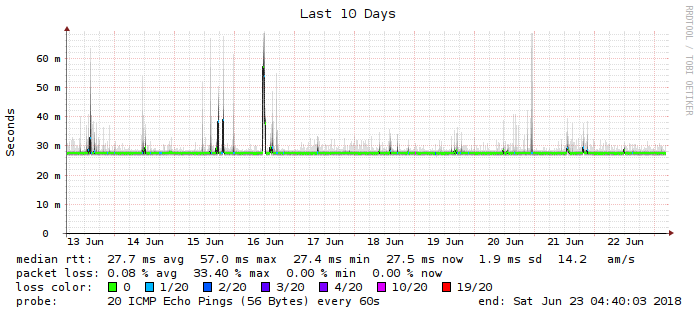 Last 10 Days
RRDTOOL / TOBI OETIKER
Seconds
60 m
50 m
40 m
30 m
20 m
10 m
0
13 Jun 14 Jun 15 Jun 16 Jun 17 Jun 18 Jun 19 Jun 20 Jun 21 Jun 22 Jun
median rtt: 27.7 ms avg 57.0 ms max 27.4 ms min 27.5 ms now 1.9 ms sd 14.2 am/s
packet loss: 0.08 % avg 33.40 % max 0.00 % min 0.00 % now
loss color: 0 1/20 2/20 3/20 4/20 10/20 19/20
probe: 20 ICMP Echo Pings (56 Bytes) every 60s end: Sat Jun 23 04:40:03 2018